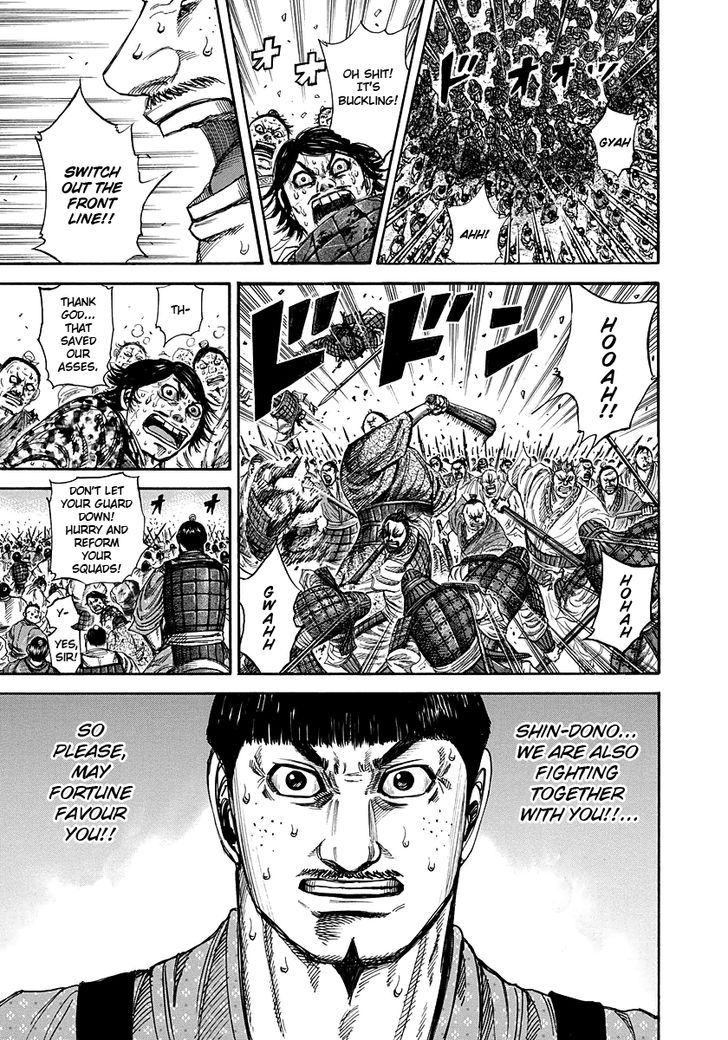 ドオオッ
GYAH
AHH!
オオ
OH SHIT!
IT'S
BUCKLING!
SWITCH
OUT THE
FRONT
LINE!!
ドドン
HOOAH!!
HOHAH
GWAHH
TH-
THANK
GOD...
THAT
SAVED
OUR
ASSES.
オオ
DON'T LET
YOUR GUARD
DOWN!
HURRY AND
REFORM
YOUR
SQUADS!
Y-
YES,
SIR!
SHIN-DONO...
WE ARE ALSO
FIGHTING
TOGETHER
WITH YOU!!...
SO
PLEASE,
MAY
FORTUNE
FAVOUR
YOU!!